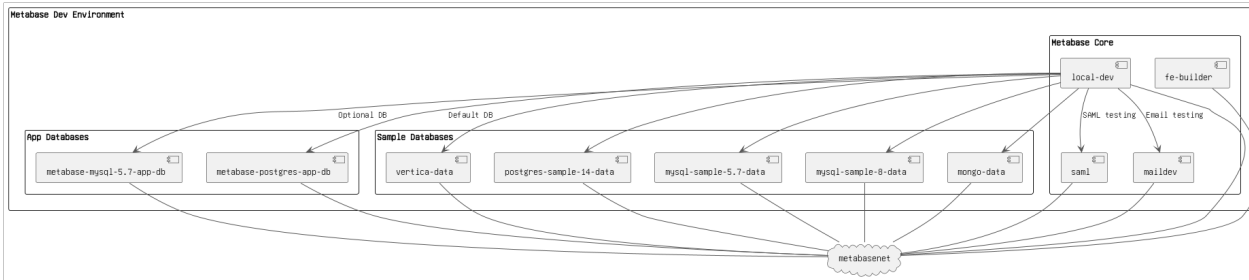 Metabase Dev Environment
Metabase Core
local-dev
fe-builder
Optional DB
Default DB
SAML testing
Email testing
App Databases
Sample Databases
metabase-mysql-5.7-app-db
metabase-postgres-app-db
vertica-data
postgres-sample-14-data
mysql-sample-5.7-data
mysql-sample-8-data
mongo-data
saml
maildev
metabasenet